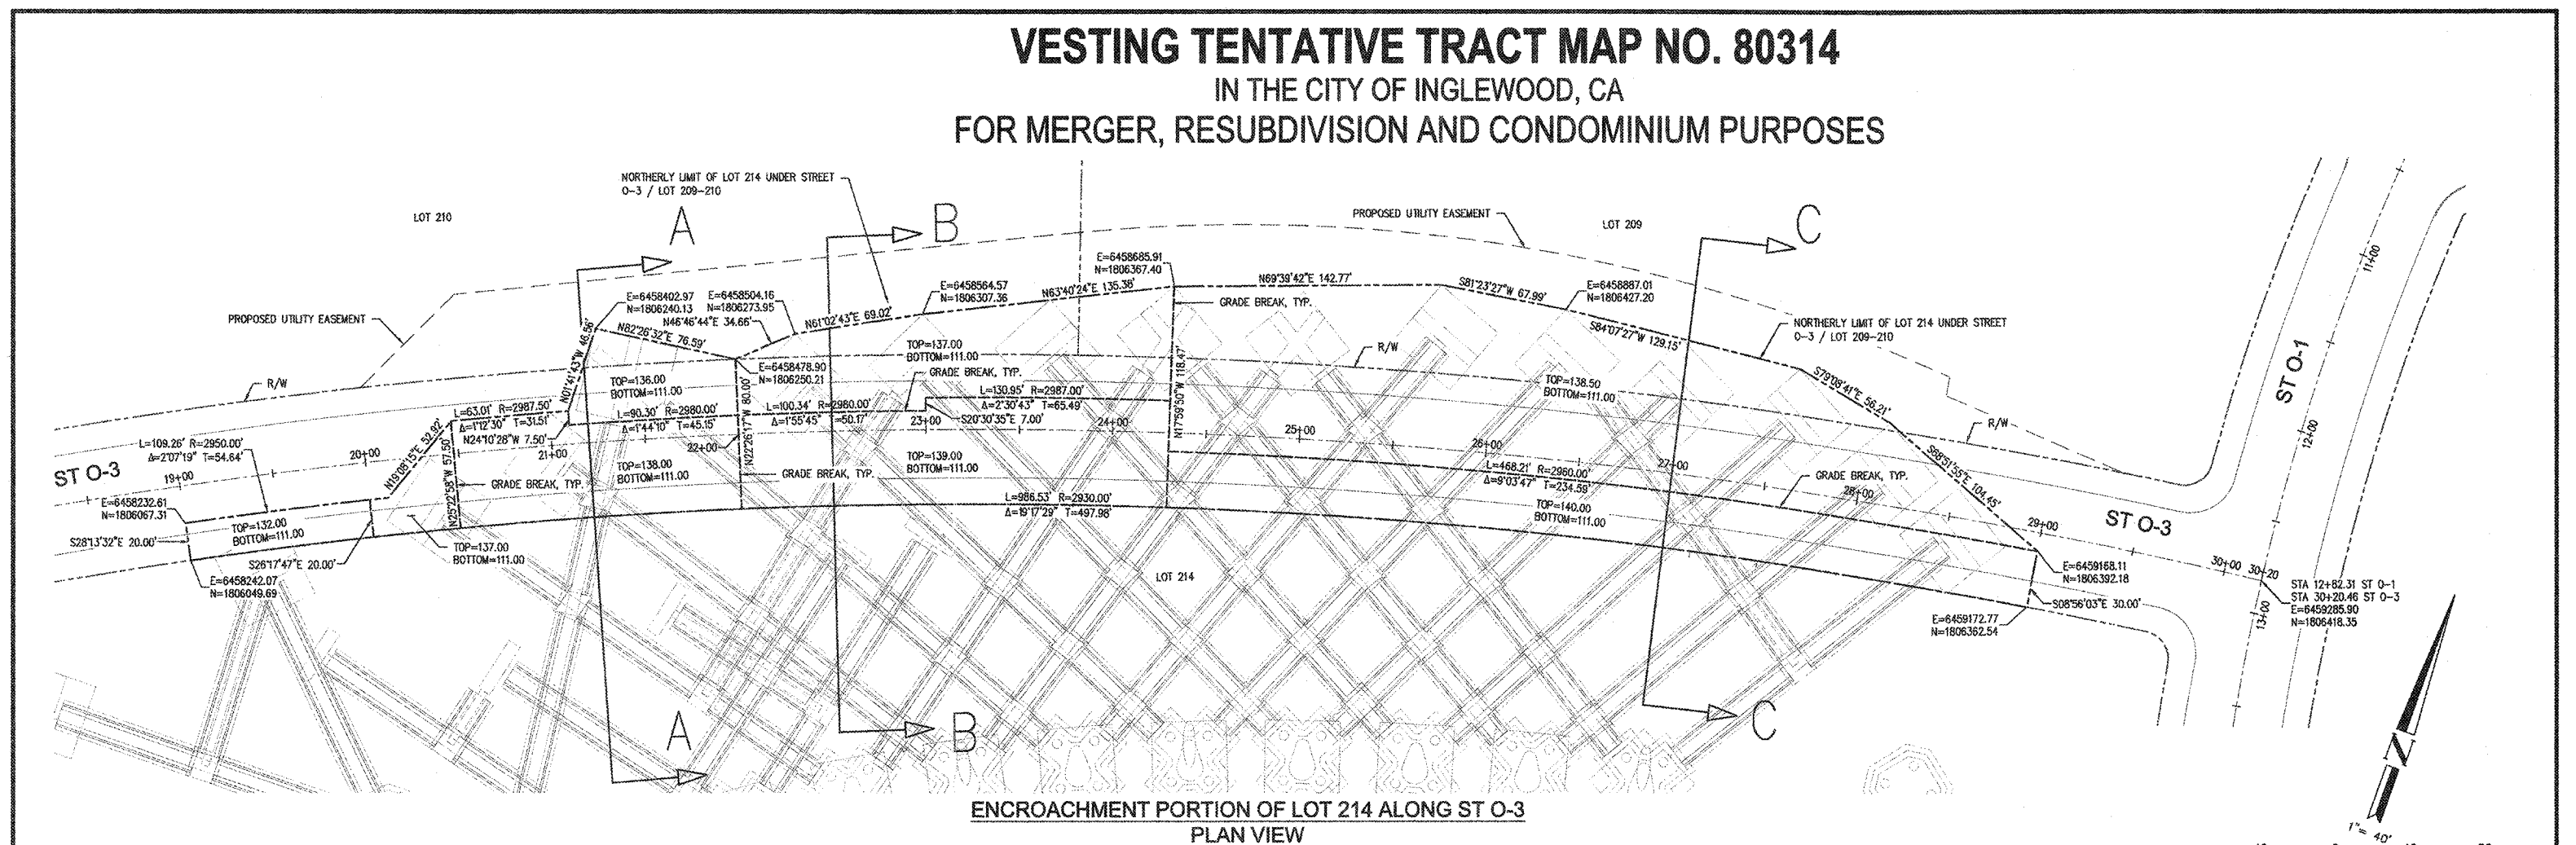 VESTING TENTATIVE TRACT MAP NO. 80314
IN THE CITY OF INGLEWOOD, CA
FOR MERGER, RESUBDIVISION AND CONDOMINIUM PURPOSES
NORTHERLY LIMIT OF LOT 214 UNDER STREET
O-3 / LOT 209-210
LOT 210
A
B
PROPOSED UTILITY EASEMENT
LOT 209
C
E=6458685.91
N=1806367.40
E=6458402.97
N=1806240.13
E=6458504.16
N=1806273.95
E=6458564.57
N=1806307.36
N63°40'24"E 135.36'
N69°39'42"E 142.77'
S81°23'27"W 67.99'
E=6458887.01
N=1806427.20
PROPOSED UTILITY EASEMENT
N46°46'44"E 34.66'
N61°02'43"E 69.02'
GRADE BREAK, TYP.
N82°26'32"E 76.59'
N01°41'43"W 46.56'
S84°07'27"W 129.15'
NORTHERLY LIMIT OF LOT 214 UNDER STREET
O-3 / LOT 209-210
TOP=137.00
BOTTOM=111.00
R/W
R/W
E=6458478.90
N=1806250.21
GRADE BREAK, TYP.
TOP=136.00
BOTTOM=111.00
N22°26'17"W 80.00'
N17°59'50"W 118.47'
TOP=138.50
BOTTOM=111.00
S79°08'41"E 56.21'
L=63.01' R=2987.50'
Δ=1°12'30" T=31.51'
L=90.30' R=2980.00'
Δ=1°44'10" T=45.15'
L=100.34' R=2980.00'
Δ=1°55'45" T=50.17'
L=130.95' R=2987.00'
Δ=2°30'43" T=65.49'
N24°10'28"W 7.50'
S20°30'35"E 7.00'
R/W
L=109.26' R=2950.00'
Δ=2°07'19" T=54.64'
N19°08'15"E 52.92'
N25°22'58"W 57.50'
ST O-3
19+00
20+00
21+00
22+00
23+00
24+00
25+00
26+00
27+00
28+00
29+00
30+00 30+20
TOP=138.00
BOTTOM=111.00
TOP=139.00
BOTTOM=111.00
GRADE BREAK, TYP.
GRADE BREAK, TYP.
L=468.21' R=2960.00'
Δ=9°03'47" T=234.59'
GRADE BREAK, TYP.
S68°51'55"E 104.45'
E=6458232.61
N=1806067.31
TOP=132.00
BOTTOM=111.00
L=986.53' R=2930.00'
Δ=19°17'29" T=497.98'
TOP=140.00
BOTTOM=111.00
ST O-3
S28°13'32"E 20.00'
S26°17'47"E 20.00'
TOP=137.00
BOTTOM=111.00
E=6458242.07
N=1806049.69
LOT 214
E=6459168.11
N=1806392.18
S08°56'03"E 30.00'
E=6459172.77
N=1806362.54
STA 12+82.31 ST O-1
STA 30+20.46 ST O-3
E=6459285.90
N=1806418.35
ST O-1
11+00
12+00
13+00
A
B
C
N
1"= 40'
ENCROACHMENT PORTION OF LOT 214 ALONG ST O-3
PLAN VIEW